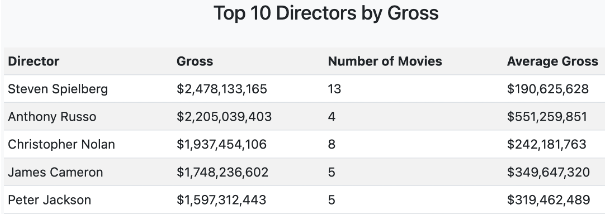 Top 10 Directors by Gross
Director Gross Number of Movies Average Gross
Steven Spielberg $2,478,133,165 13 $190,625,628
Anthony Russo $2,205,039,403 4 $551,259,851
Christopher Nolan $1,937,454,106 8 $242,181,763
James Cameron $1,748,236,602 5 $349,647,320
Peter Jackson $1,597,312,443 5 $319,462,489